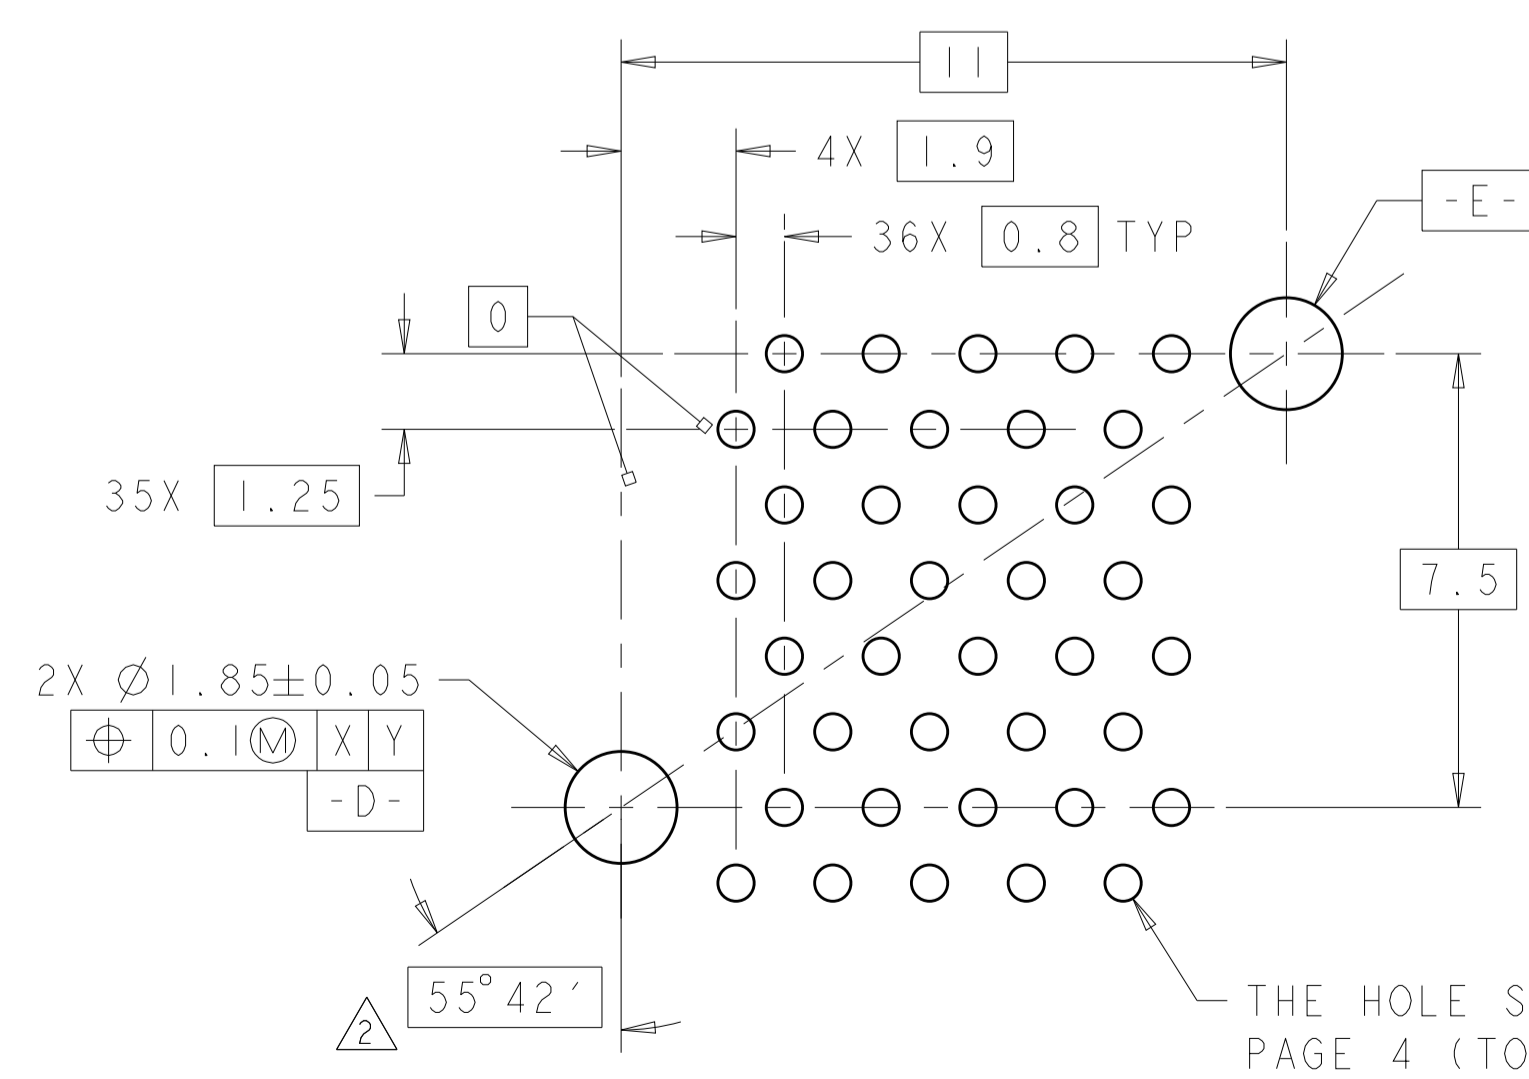 11
4X 1.9
-E-
36X 0.8 TYP
0
35X 1.25
7.5
2X Ø1.85±0.05
⌖ 0.1Ⓜ X Y
-D-
55°42′
2
THE HOLE S
PAGE 4 (TO